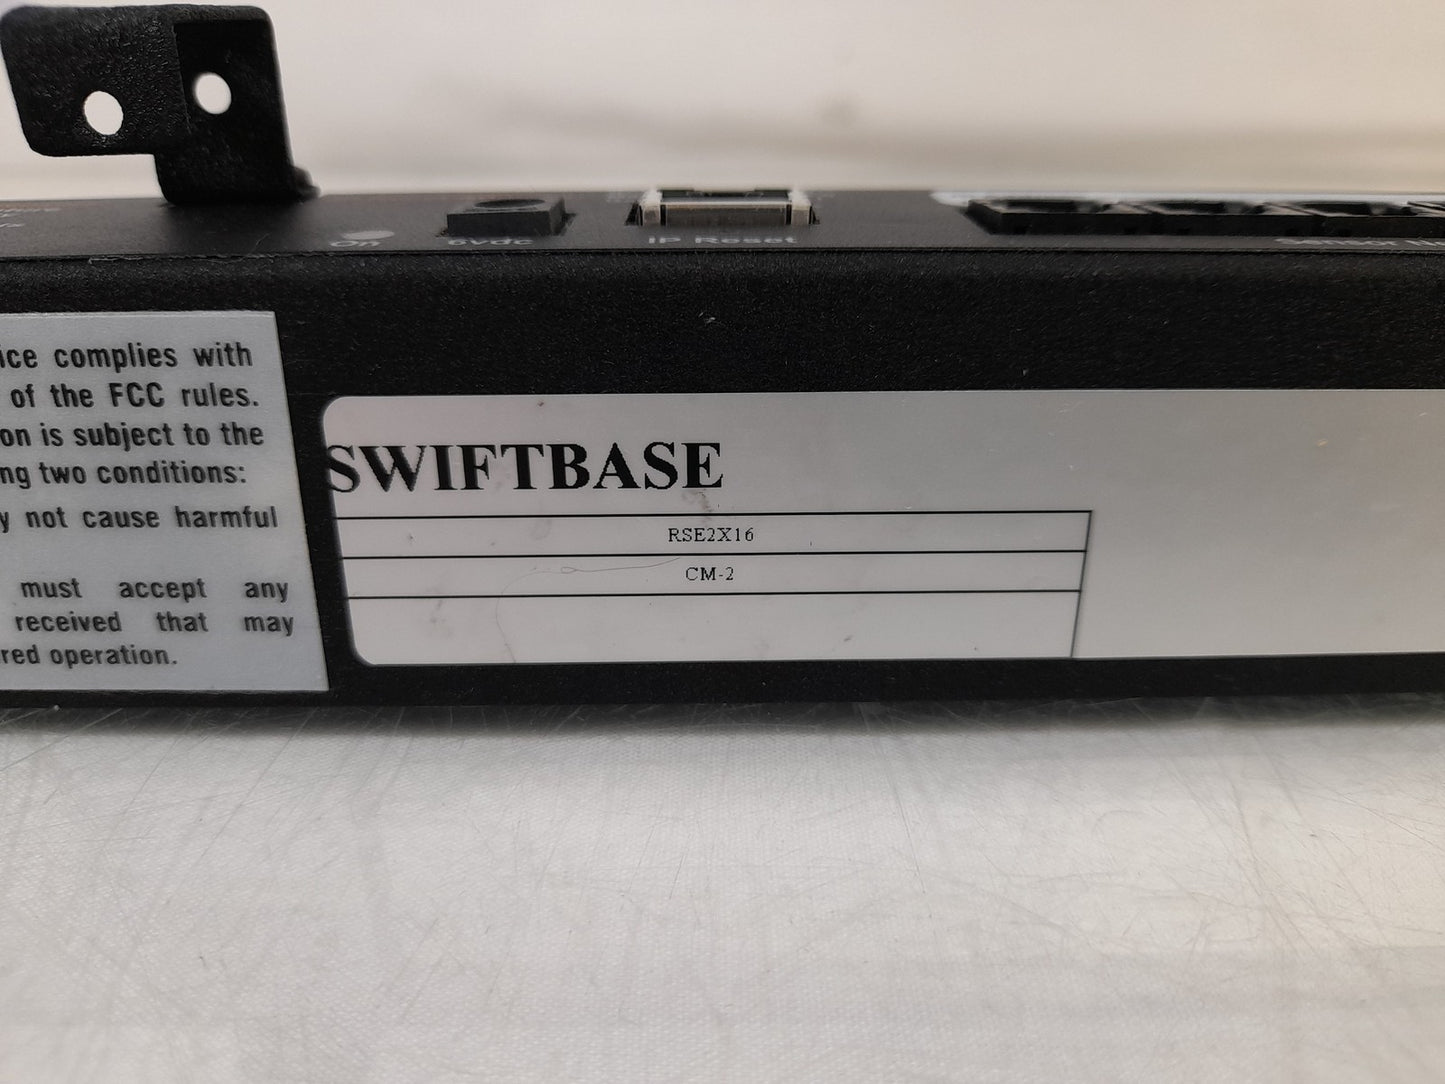 On
6vdc
IP Reset
sensor
ice complies with
of the FCC rules.
on is subject to the
ng two conditions:
y not cause harmful
must accept any
received that may
red operation.
SWIFTBASE
RSE2X16
CM-2